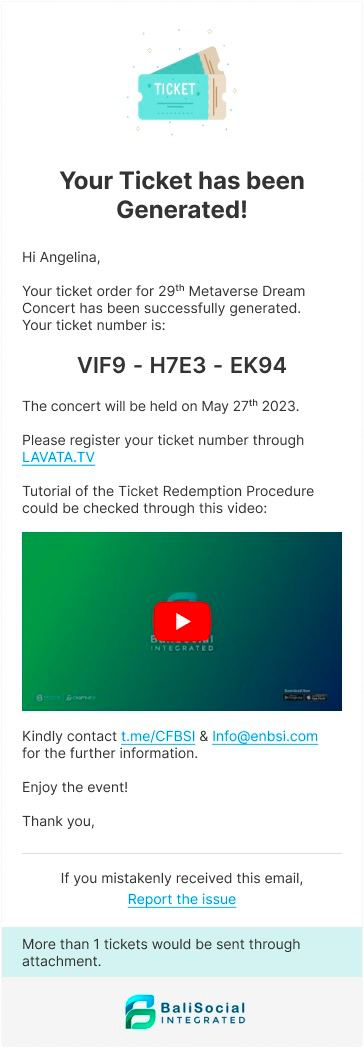 TICKET
Your Ticket has been
Generated!
Hi Angelina,
Your ticket order for 29th Metaverse Dream
Concert has been successfully generated.
Your ticket number is:
VIF9 - H7E3 - EK94
The concert will be held on May 27th 2023.
Please register your ticket number through
LAVATA.TV
Tutorial of the Ticket Redemption Procedure
could be checked through this video:
BaliSocial
INTEGRATED
Download Now
Kindly contact t.me/CFBSI & Info@enbsi.com
for the further information.
Enjoy the event!
Thank you,
If you mistakenly received this email,
Report the issue
More than 1 tickets would be sent through
attachment.
BaliSocial
INTEGRATED